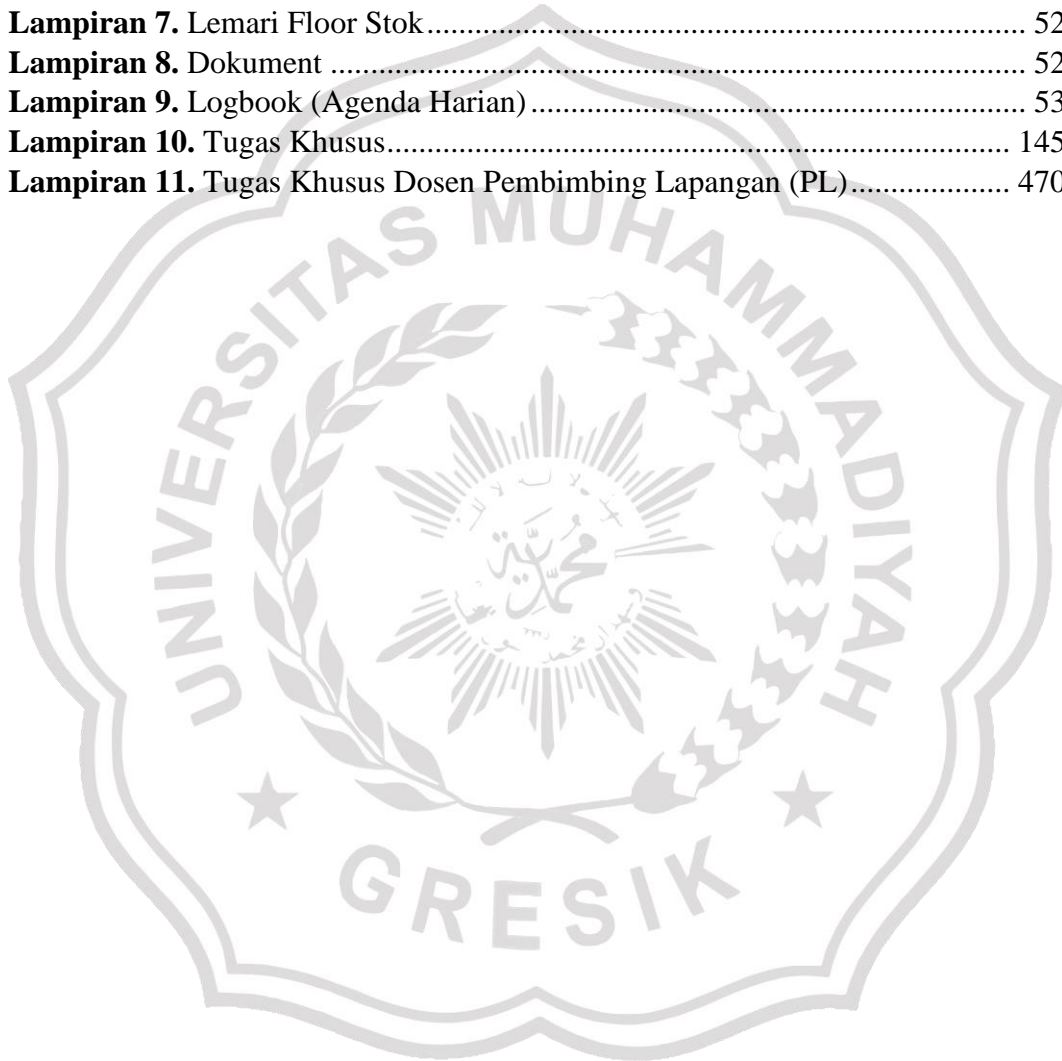 Lampiran 7. Lemari Floor Stok.................................................................................. 52
Lampiran 8. Dokument ............................................................................................... 52
Lampiran 9. Logbook (Agenda Harian).................................................................... 53
Lampiran 10. Tugas Khusus..................................................................................... 145
Lampiran 11. Tugas Khusus Dosen Pembimbing Lapangan (PL)................... 470
UNIVERSITAS MUHAMMADIYAH
GRESIK